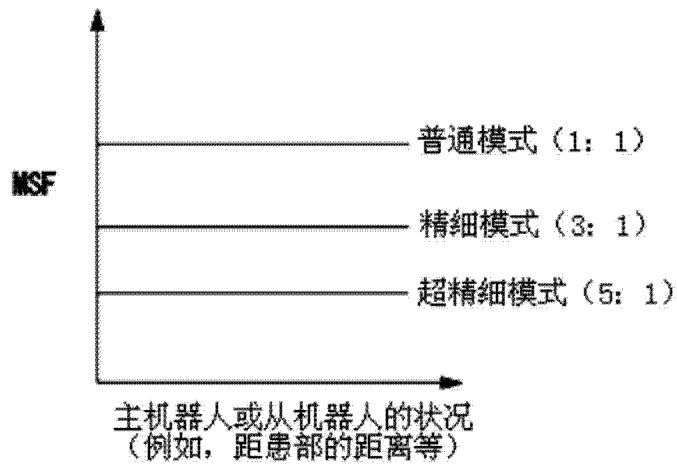 普通模式（1：1）
MSF
精细模式（3：1）
超精细模式（5：1）
主机器人或从机器人的状况
（例如，距患部的距离等）